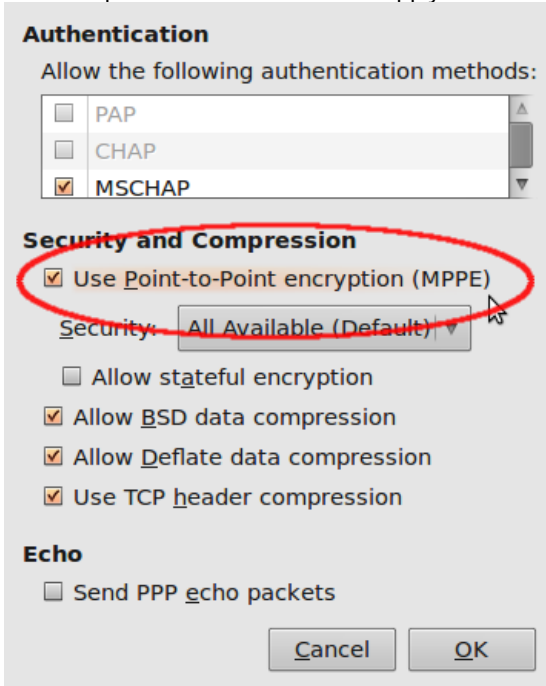 Authentication
Allow the following authentication methods:
PAP
CHAP
MSCHAP
Security and Compression
Use Point-to-Point encryption (MPPE)
Security: All Available (Default)
Allow stateful encryption
Allow BSD data compression
Allow Deflate data compression
Use TCP header compression
Echo
Send PPP echo packets
Cancel OK